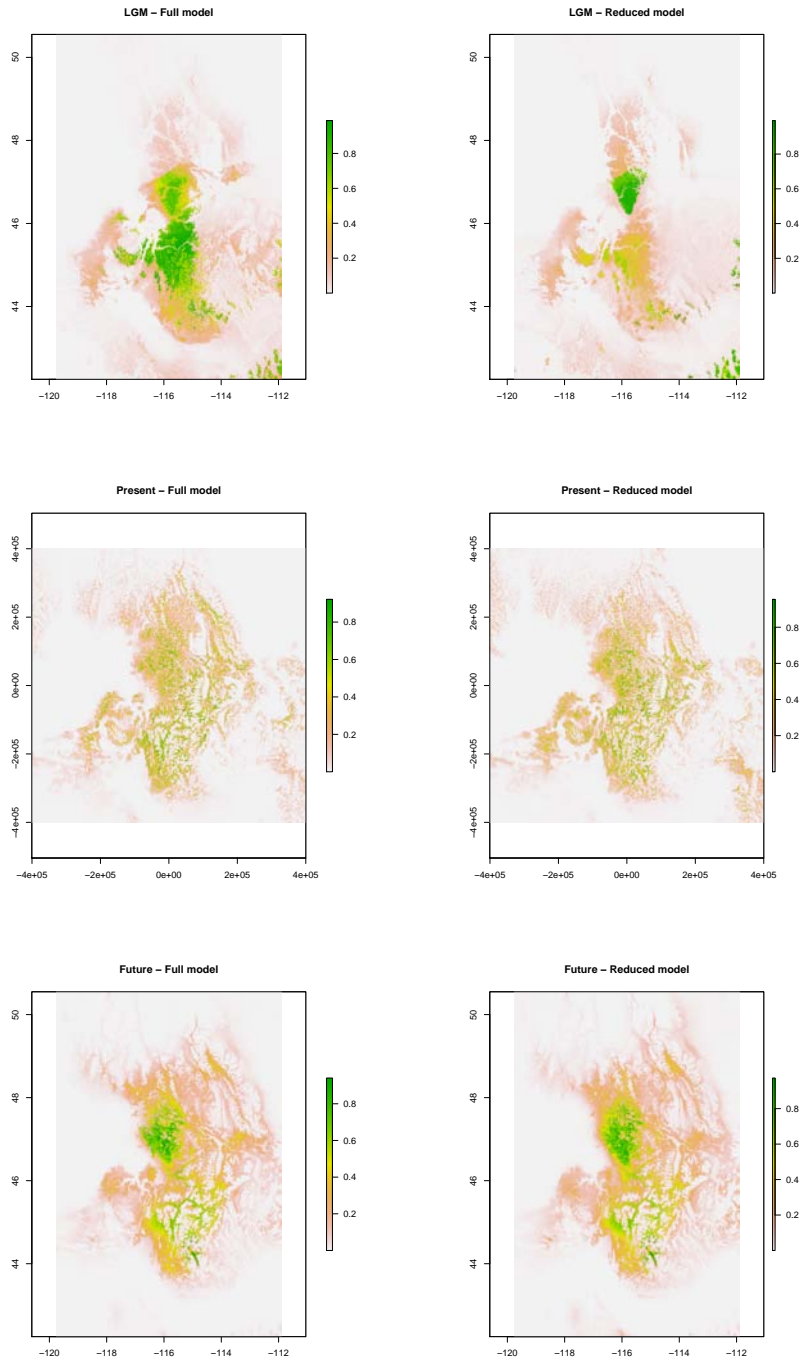 LGM – Full model
50
48
46
44
−120
−118
−116
−114
−112
0.8
0.6
0.4
0.2
LGM – Reduced model
50
48
46
44
−120
−118
−116
−114
−112
0.8
0.6
0.4
0.2
Present – Full model
4e+05
2e+05
0e+00
−2e+05
−4e+05
−4e+05
−2e+05
0e+00
2e+05
4e+05
0.8
0.6
0.4
0.2
Present – Reduced model
4e+05
2e+05
0e+00
−2e+05
−4e+05
−4e+05
−2e+05
0e+00
2e+05
4e+05
0.8
0.6
0.4
0.2
Future – Full model
50
48
46
44
−120
−118
−116
−114
−112
0.8
0.6
0.4
0.2
Future – Reduced model
50
48
46
44
−120
−118
−116
−114
−112
0.8
0.6
0.4
0.2